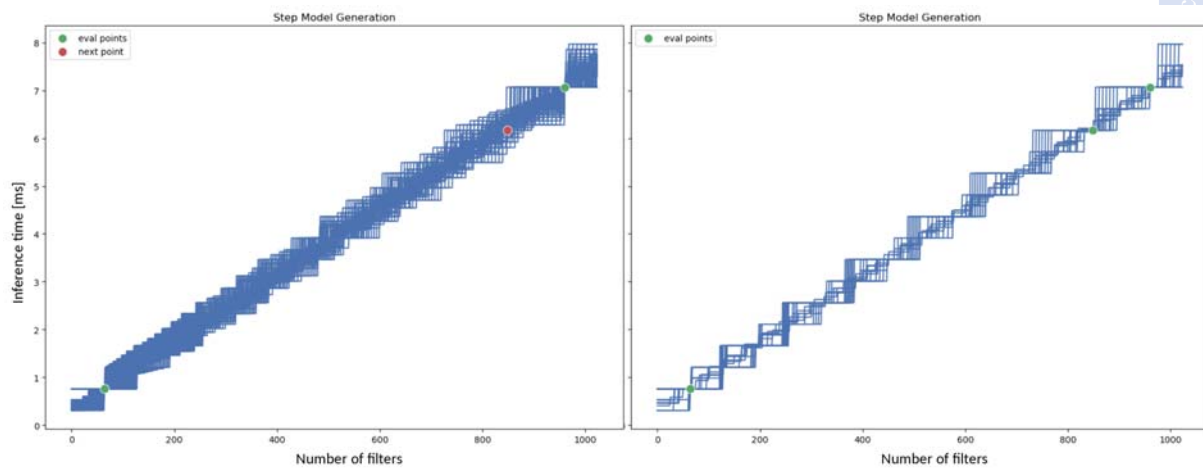 Step Model Generation
eval points
next point
8
7
6
5
4
3
2
1
0
Inference time [ms]
0 200 400 600 800 1000
Number of filters
Step Model Generation
eval points
0 200 400 600 800 1000
Number of filters